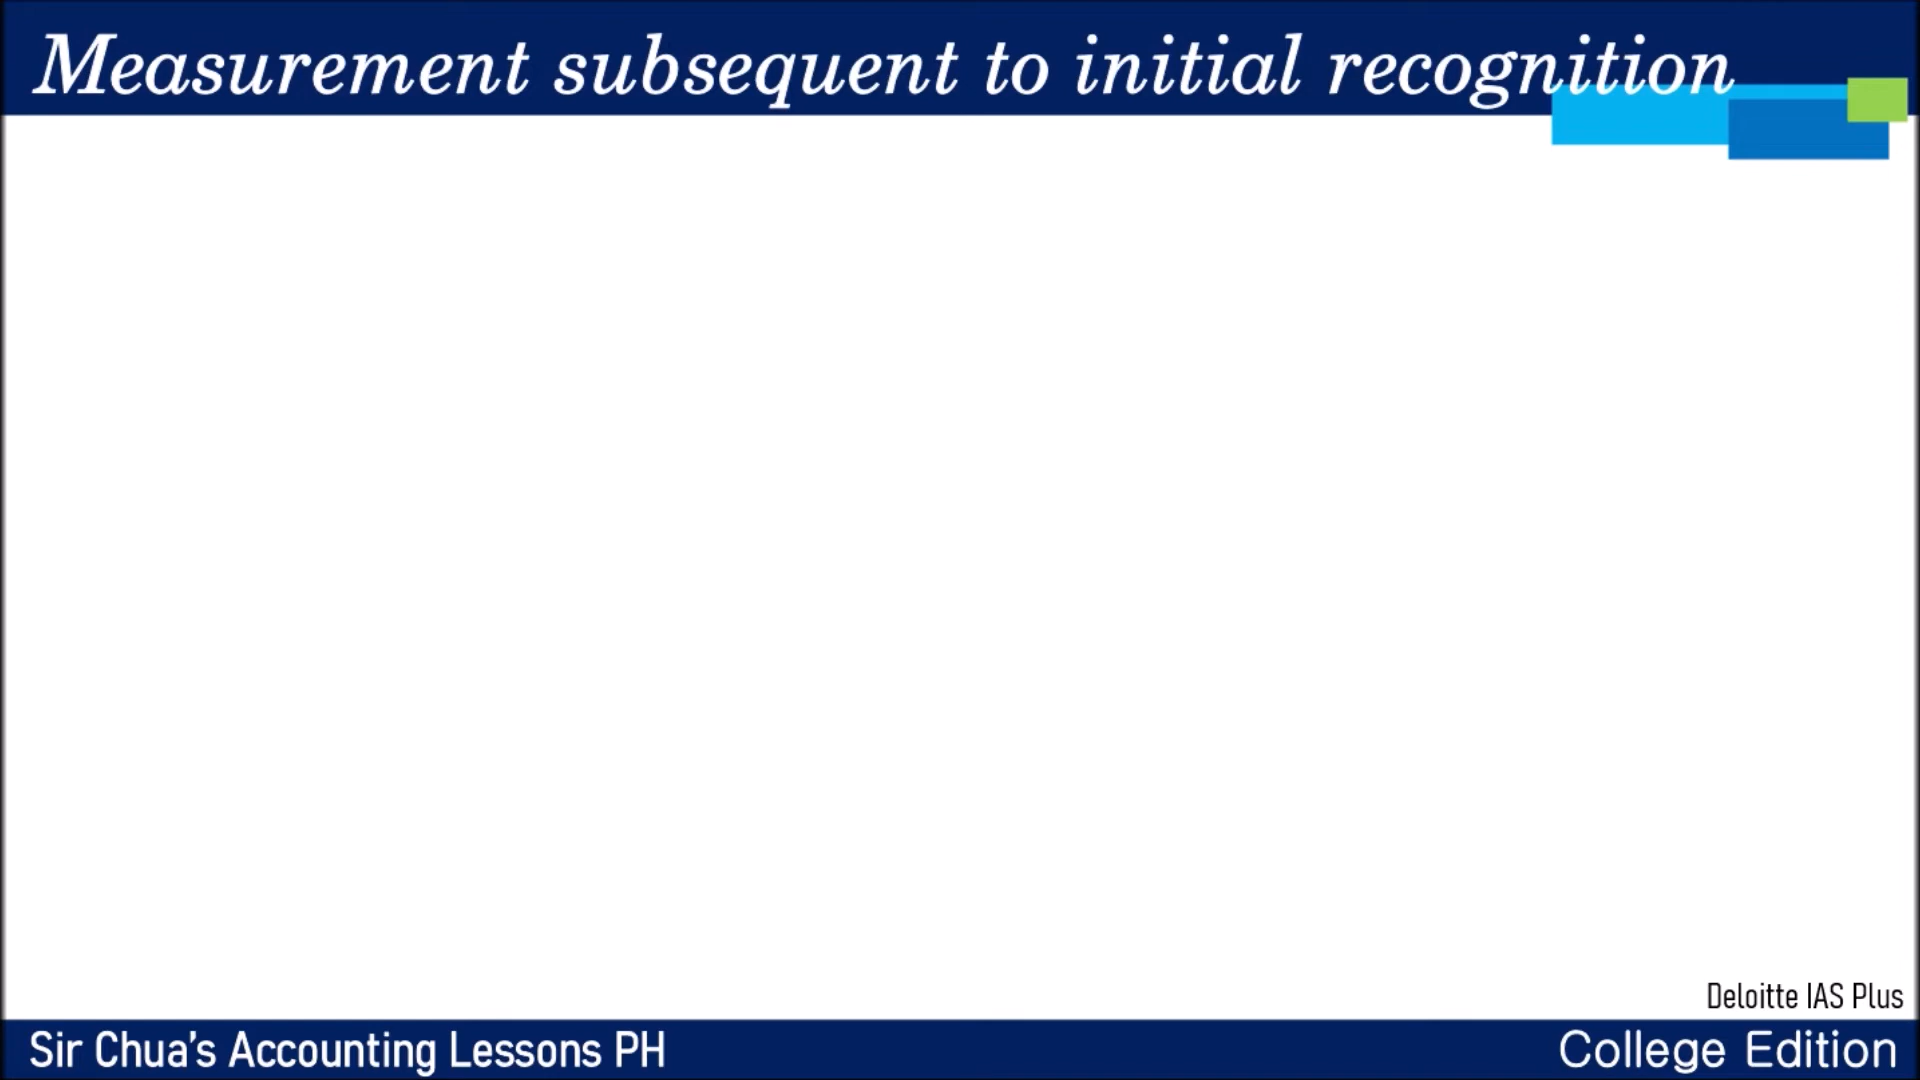 Measurement subsequent to initial recognition
Deloitte IAS Plus
Sir Chua's Accounting Lessons PH
College Edition